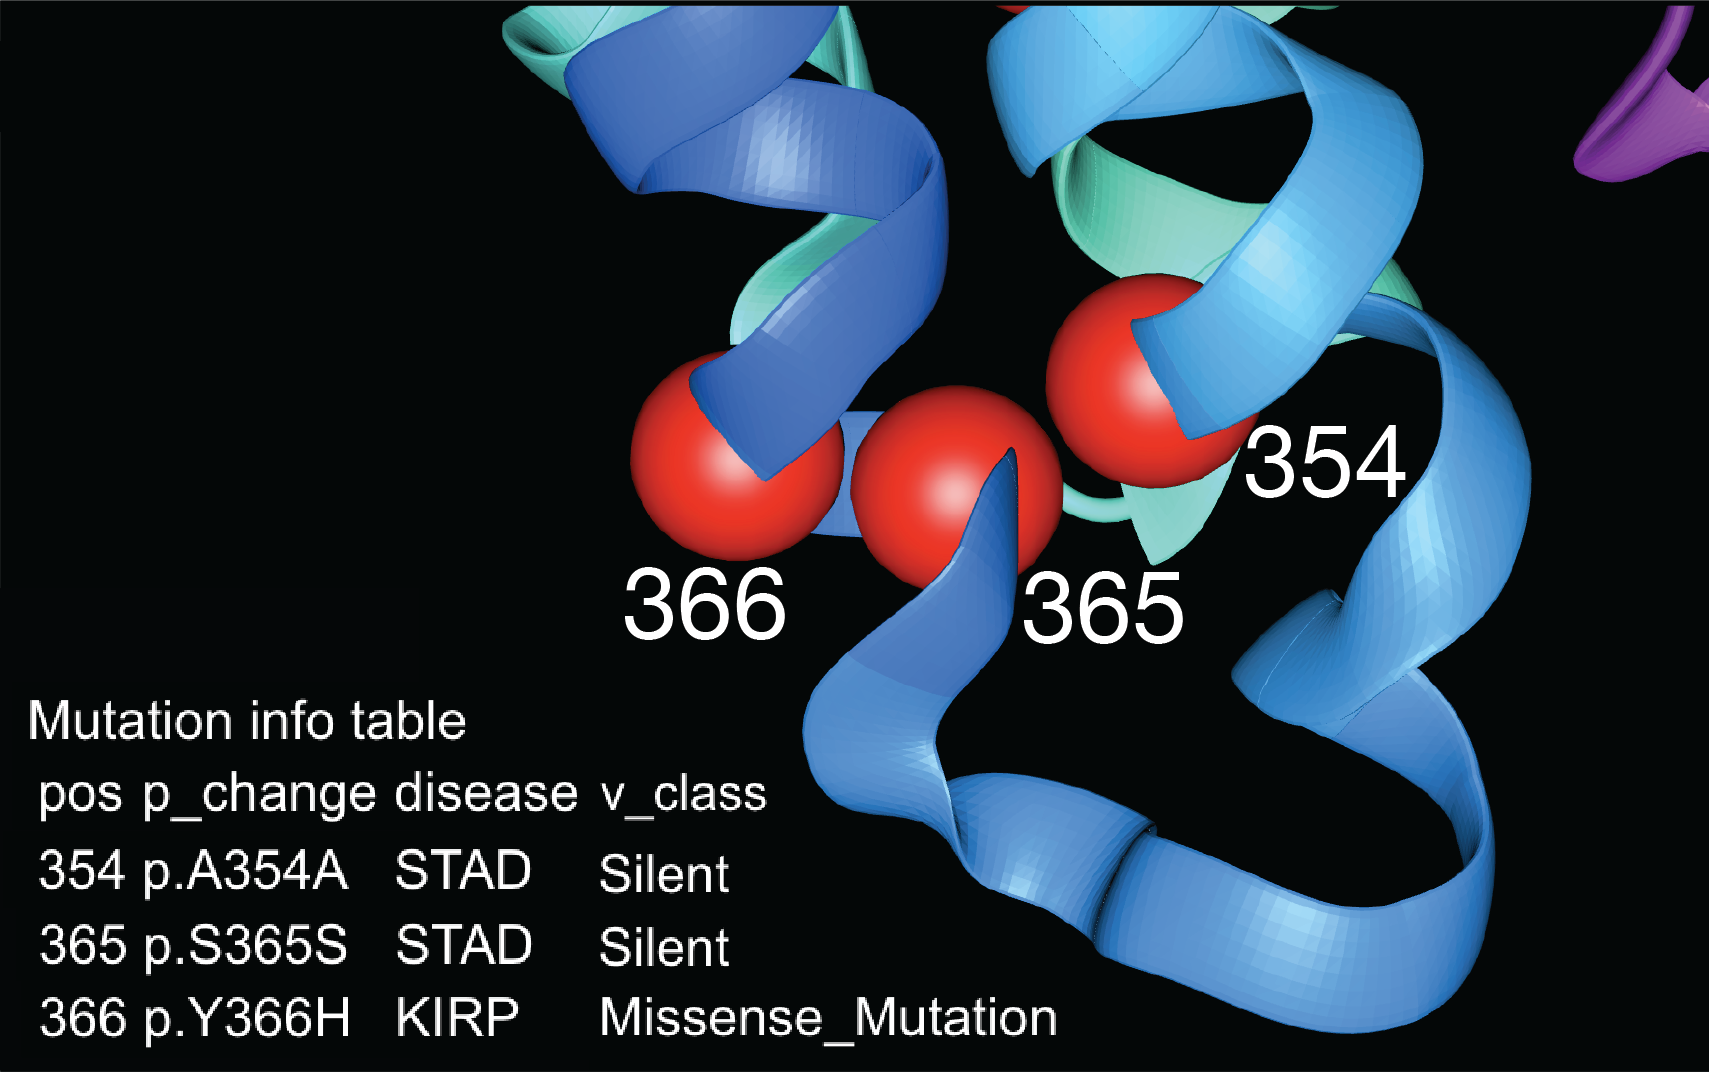 354
366
365
Mutation info table
pos p_change disease v_class
354 p.A354A STAD Silent
365 p.S365S STAD Silent
366 p.Y366H KIRP Missense_Mutation